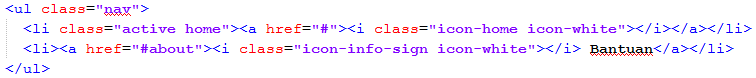 <ul class="nav">
<li class="active home"><a href="#"><i class="icon-home icon-white"></i></a></li>
<li><a href="#about"><i class="icon-info-sign icon-white"></i> Bantuan</a></li>
</ul>